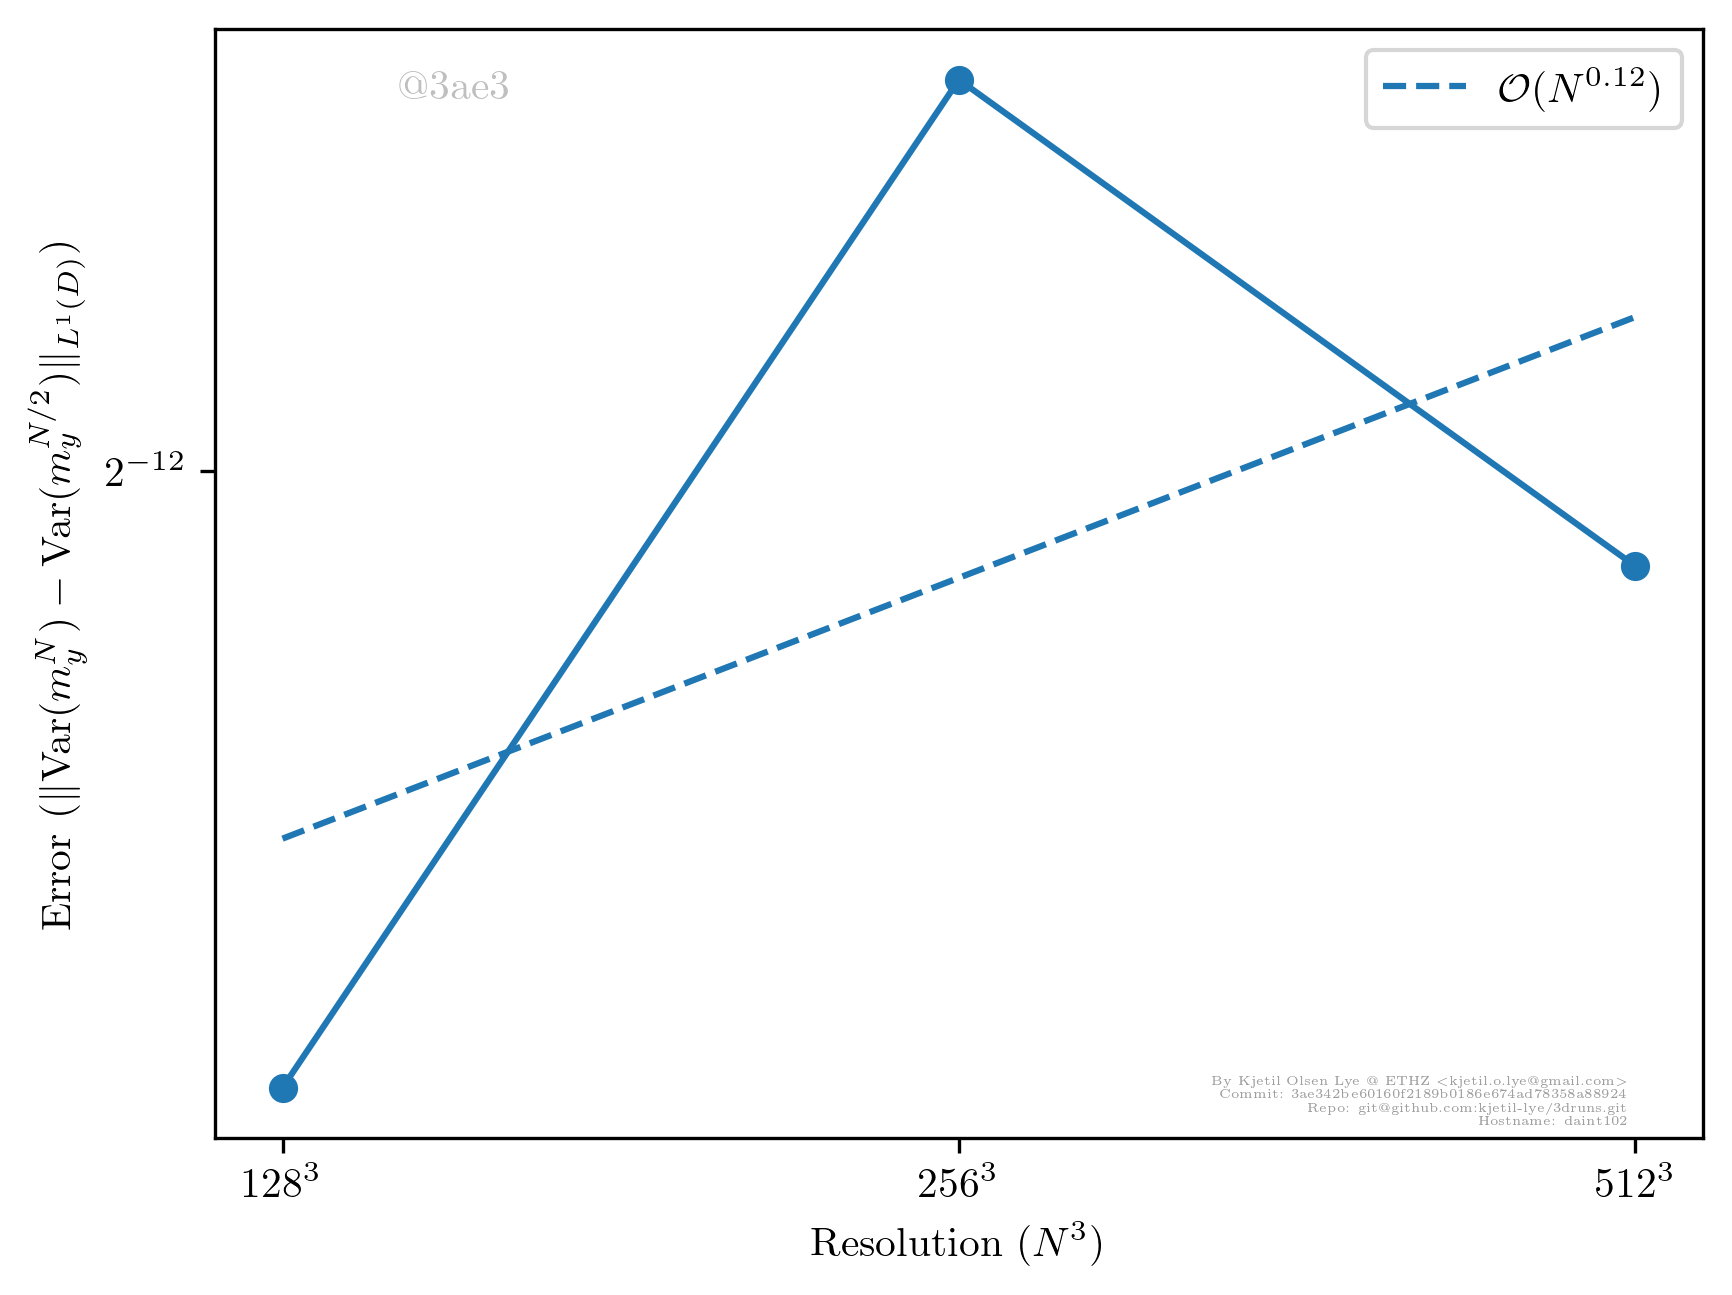 @3ae3
𝒪(N^{0.12})
Error (‖Var(m_y^N) − Var(m_y^{N/2})‖_{L^1(D)})
2^{−12}
By Kjetil Olsen Lye @ ETHZ <kjetil.o.lye@gmail.com>
Commit: 3ae342be60160f2189b0186e674ad78358a88924
Repo: git@github.com:kjetil-lye/3druns.git
Hostname: daint102
128^3 256^3 512^3
Resolution (N^3)